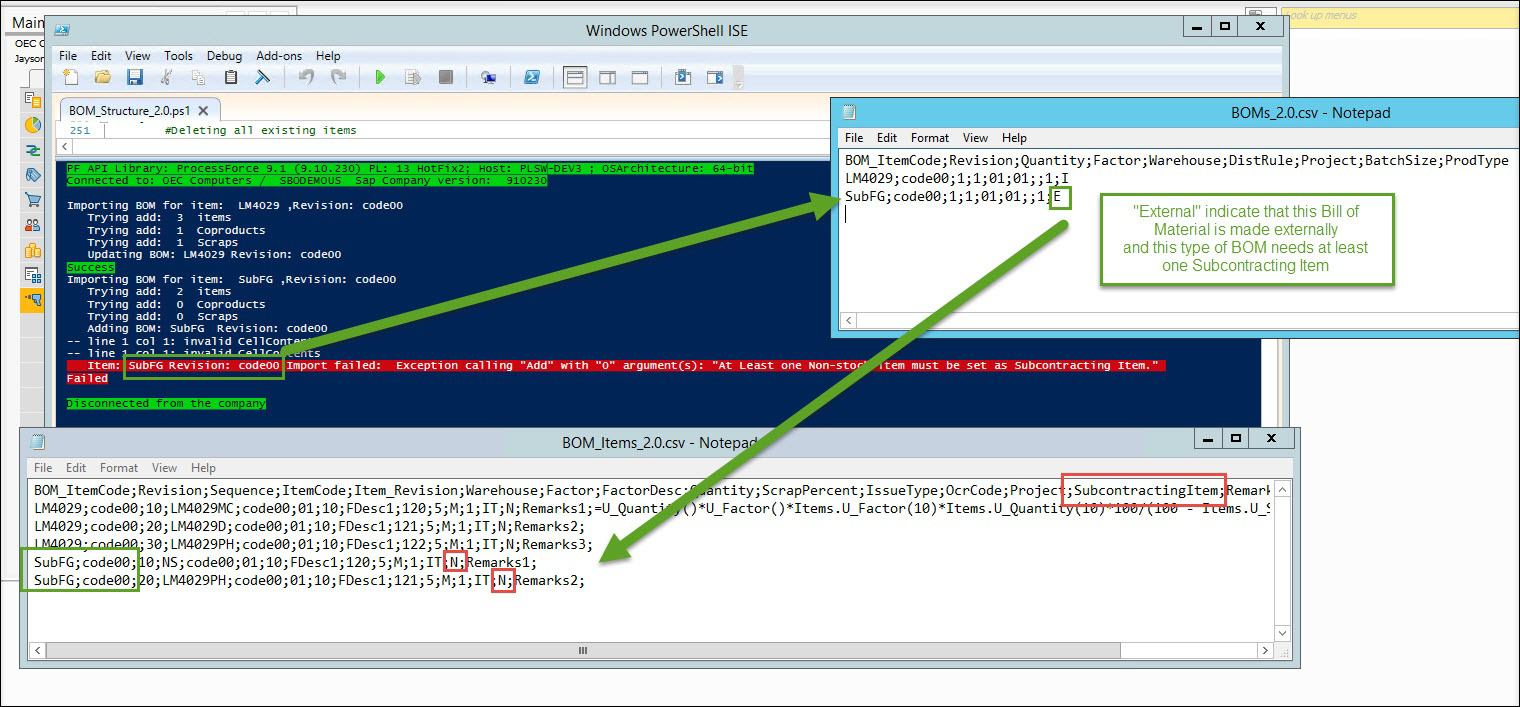 Main
OEC C
Jayson
Look up menus
Windows PowerShell ISE
File Edit View Tools Debug Add-ons Help
BOM_Structure_2.0.ps1
251 #Deleting all existing items
PF API Library: ProcessForce 9.1 (9.10.230) PL: 13 HotFix2; Host: PLSW-DEV3 ; OSArchitecture: 64-bit
Connected to: OEC Computers / SBODEMOUS Sap Company version: 910230
Importing BOM for item: LM4029 ,Revision: code00
Trying add: 3 items
Trying add: 1 Coproducts
Trying add: 1 Scraps
Updating BOM: LM4029 Revision: code00
Success
Importing BOM for item: SubFG ,Revision: code00
Trying add: 2 items
Trying add: 0 Coproducts
Trying add: 0 Scraps
Adding BOM: SubFG Revision: code00
-- line 1 col 1: invalid CellContents
-- line 1 col 1: invalid CellContents
Item: SubFG Revision: code00 Import failed: Exception calling "Add" with "0" argument(s): "At Least one Non-stock Item must be set as Subcontracting Item."
Failed
Disconnected from the company
BOMs_2.0.csv - Notepad
File Edit Format View Help
BOM_ItemCode;Revision;Quantity;Factor;Warehouse;DistRule;Project;BatchSize;ProdType
LM4029;code00;1;1;01;01;;1;I
SubFG;code00;1;1;01;01;;1;E
"External" indicate that this Bill of
Material is made externally
and this type of BOM needs at least
one Subcontracting Item
BOM_Items_2.0.csv - Notepad
File Edit Format View Help
BOM_ItemCode;Revision;Sequence;ItemCode;Item_Revision;Warehouse;Factor;FactorDesc;Quantity;ScrapPercent;IssueType;OcrCode;Project;SubcontractingItem;Remark
LM4029;code00;10;LM4029MC;code00;01;10;FDesc1;120;5;M;1;IT;N;Remarks1;=U_Quantity()*U_Factor()*Items.U_Factor(10)*Items.U_Quantity(10)*100/(100 - Items.U_S
LM4029;code00;20;LM4029D;code00;01;10;FDesc1;121;5;M;1;IT;N;Remarks2;
LM4029;code00;30;LM4029PH;code00;01;10;FDesc1;122;5;M;1;IT;N;Remarks3;
SubFG;code00;10;NS;code00;01;10;FDesc1;120;5;M;1;IT;N;Remarks1;
SubFG;code00;20;LM4029PH;code00;01;10;FDesc1;121;5;M;1;IT;N;Remarks2;